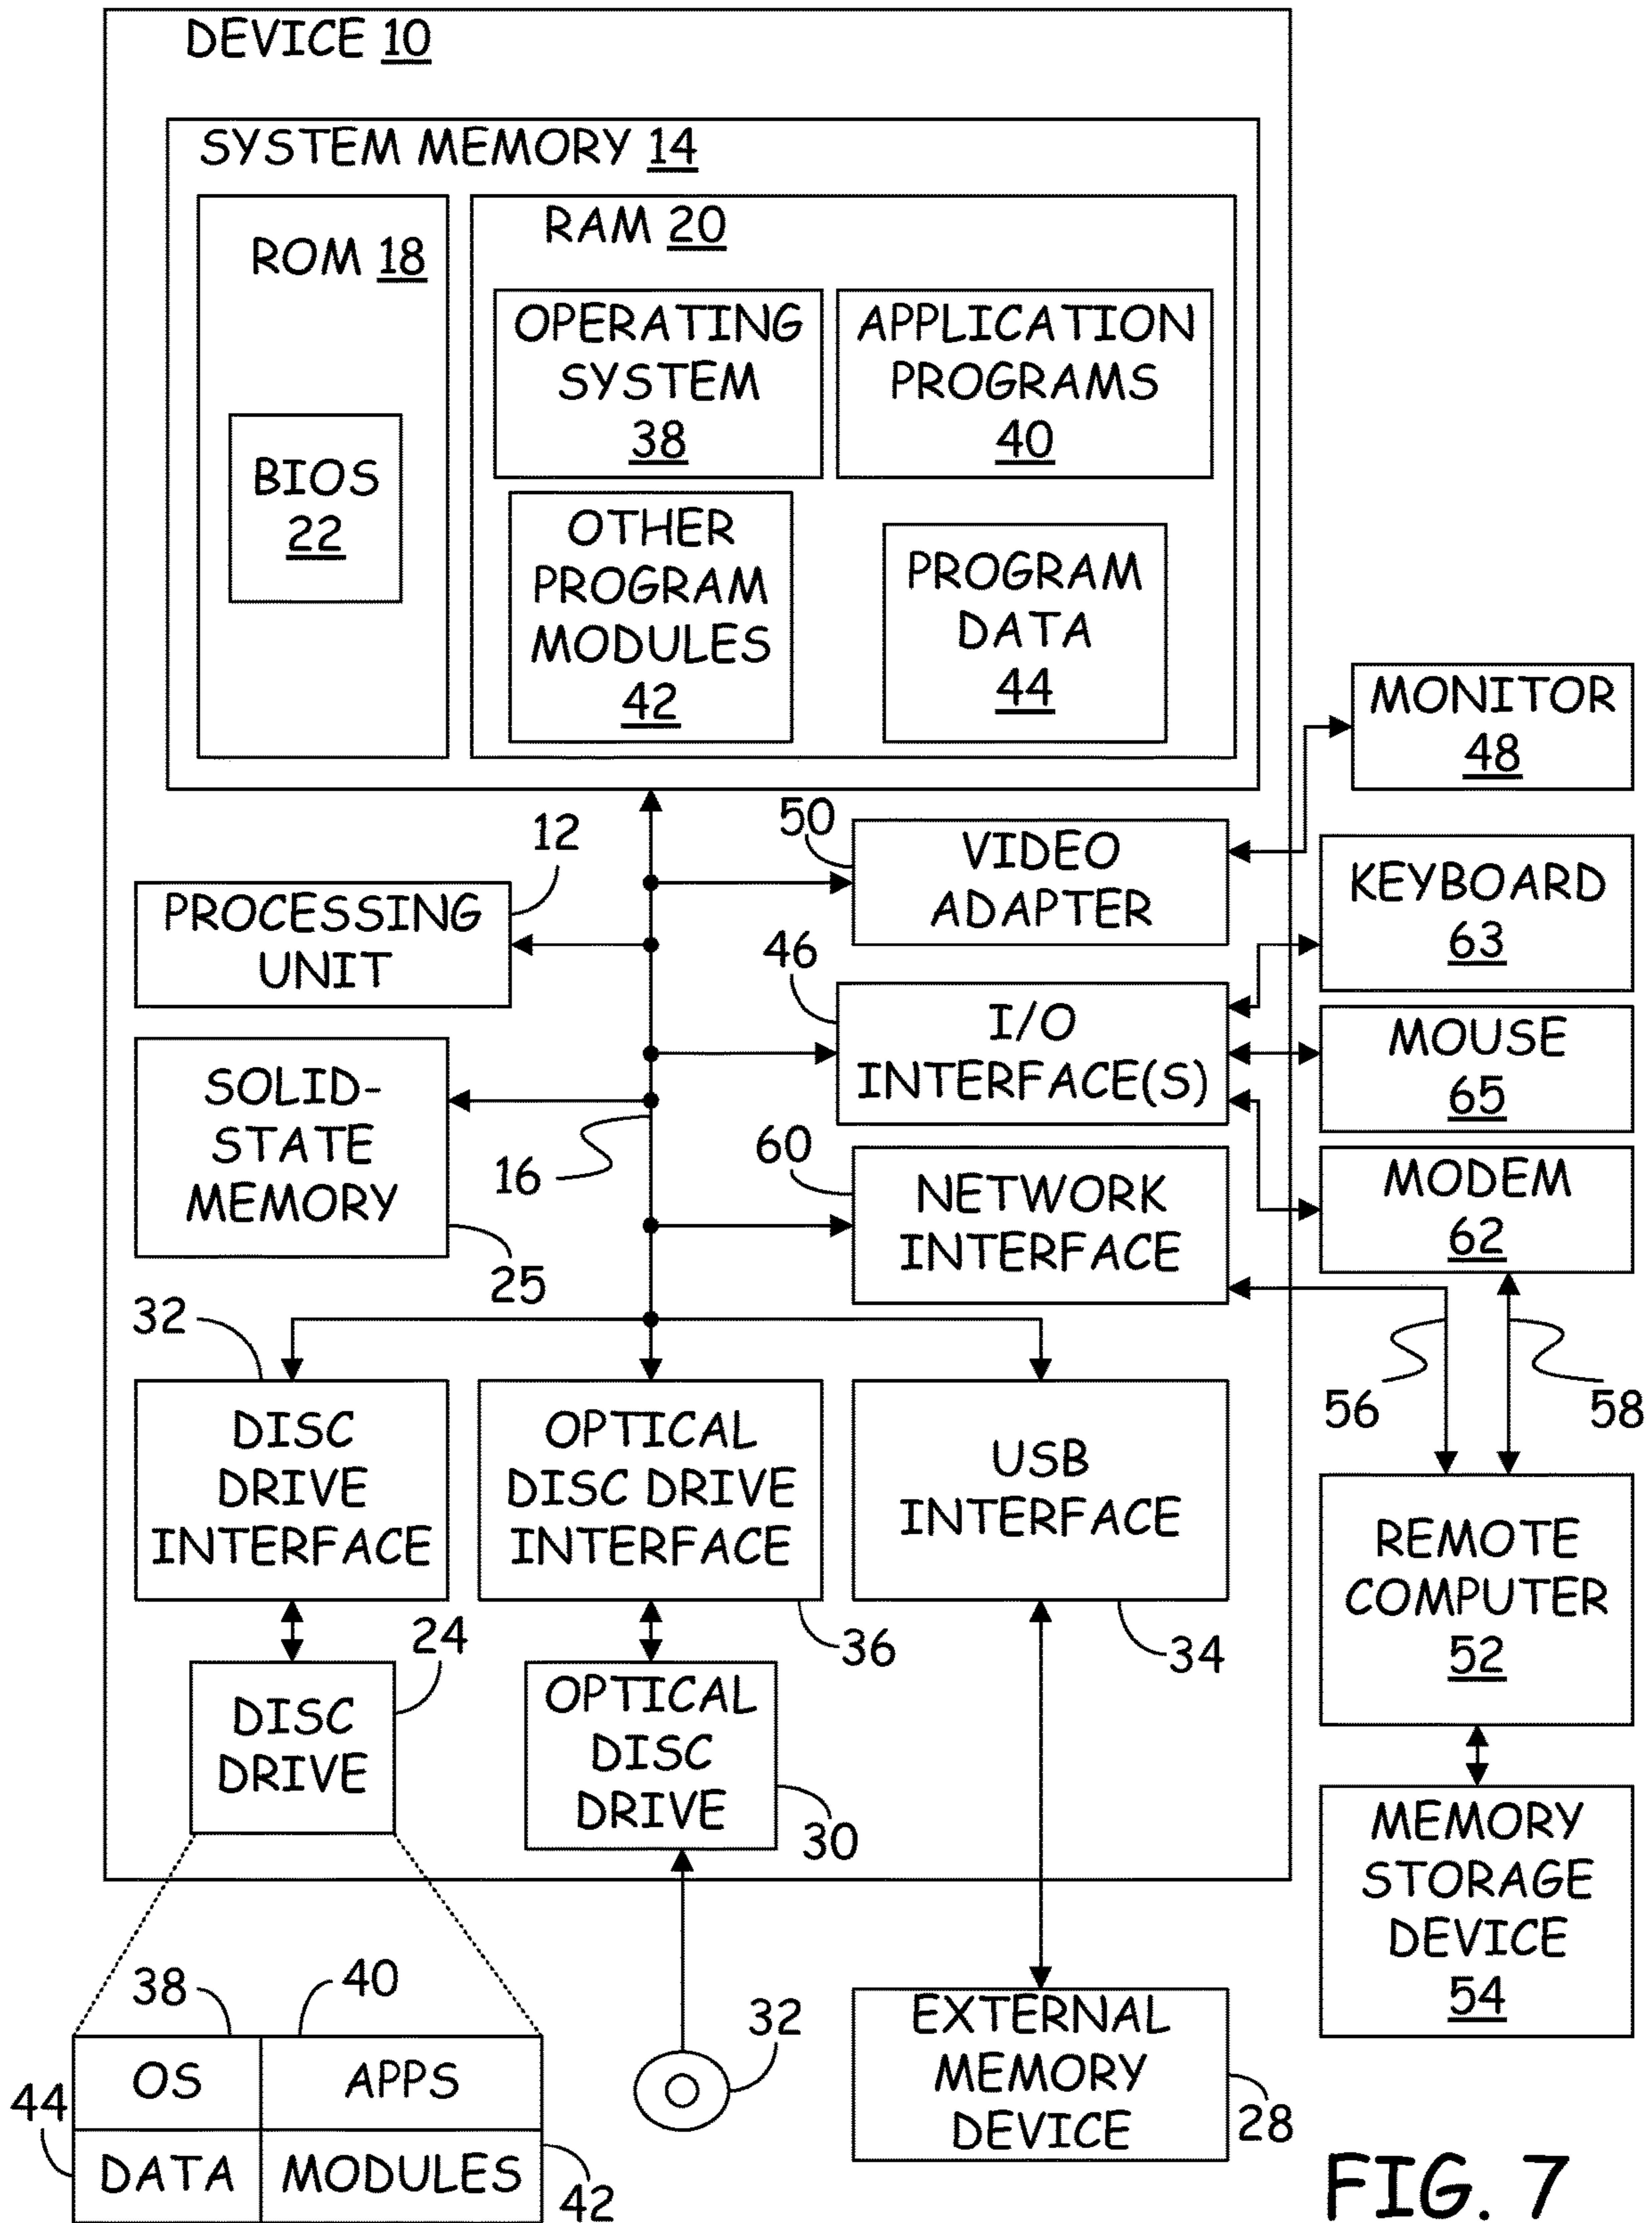 DEVICE 10
SYSTEM MEMORY 14
ROM 18
BIOS
22
RAM 20
OPERATING
SYSTEM
38
APPLICATION
PROGRAMS
40
OTHER
PROGRAM
MODULES
42
PROGRAM
DATA
44
MONITOR
48
12
PROCESSING
UNIT
50
VIDEO
ADAPTER
KEYBOARD
63
46
I/O
INTERFACE(S)
MOUSE
65
SOLID-
STATE
MEMORY
25
16
60
NETWORK
INTERFACE
MODEM
62
56
58
32
DISC
DRIVE
INTERFACE
OPTICAL
DISC DRIVE
INTERFACE
36
USB
INTERFACE
34
REMOTE
COMPUTER
52
24
DISC
DRIVE
OPTICAL
DISC
DRIVE
30
MEMORY
STORAGE
DEVICE
54
38
40
OS
APPS
44
DATA
MODULES
42
32
EXTERNAL
MEMORY
DEVICE
28
FIG. 7